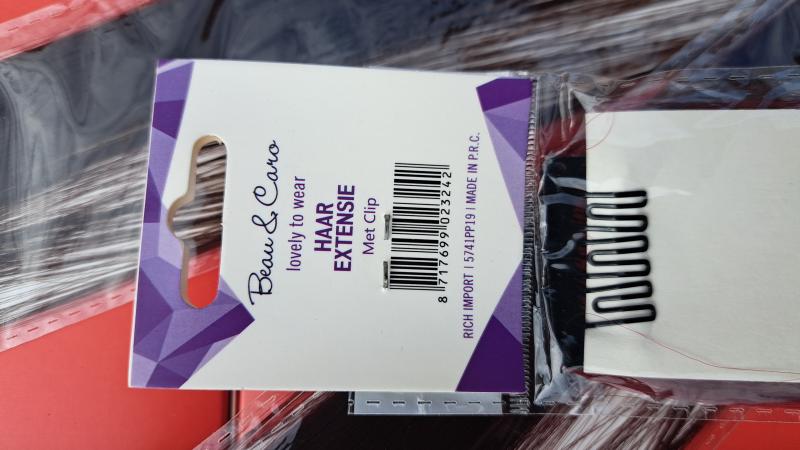 Beau & Caro
lovely to wear
HAAR
EXTENSIE
Met Clip
8 717699 023242
RICH IMPORT | 5741PP19 | MADE IN P.R.C.